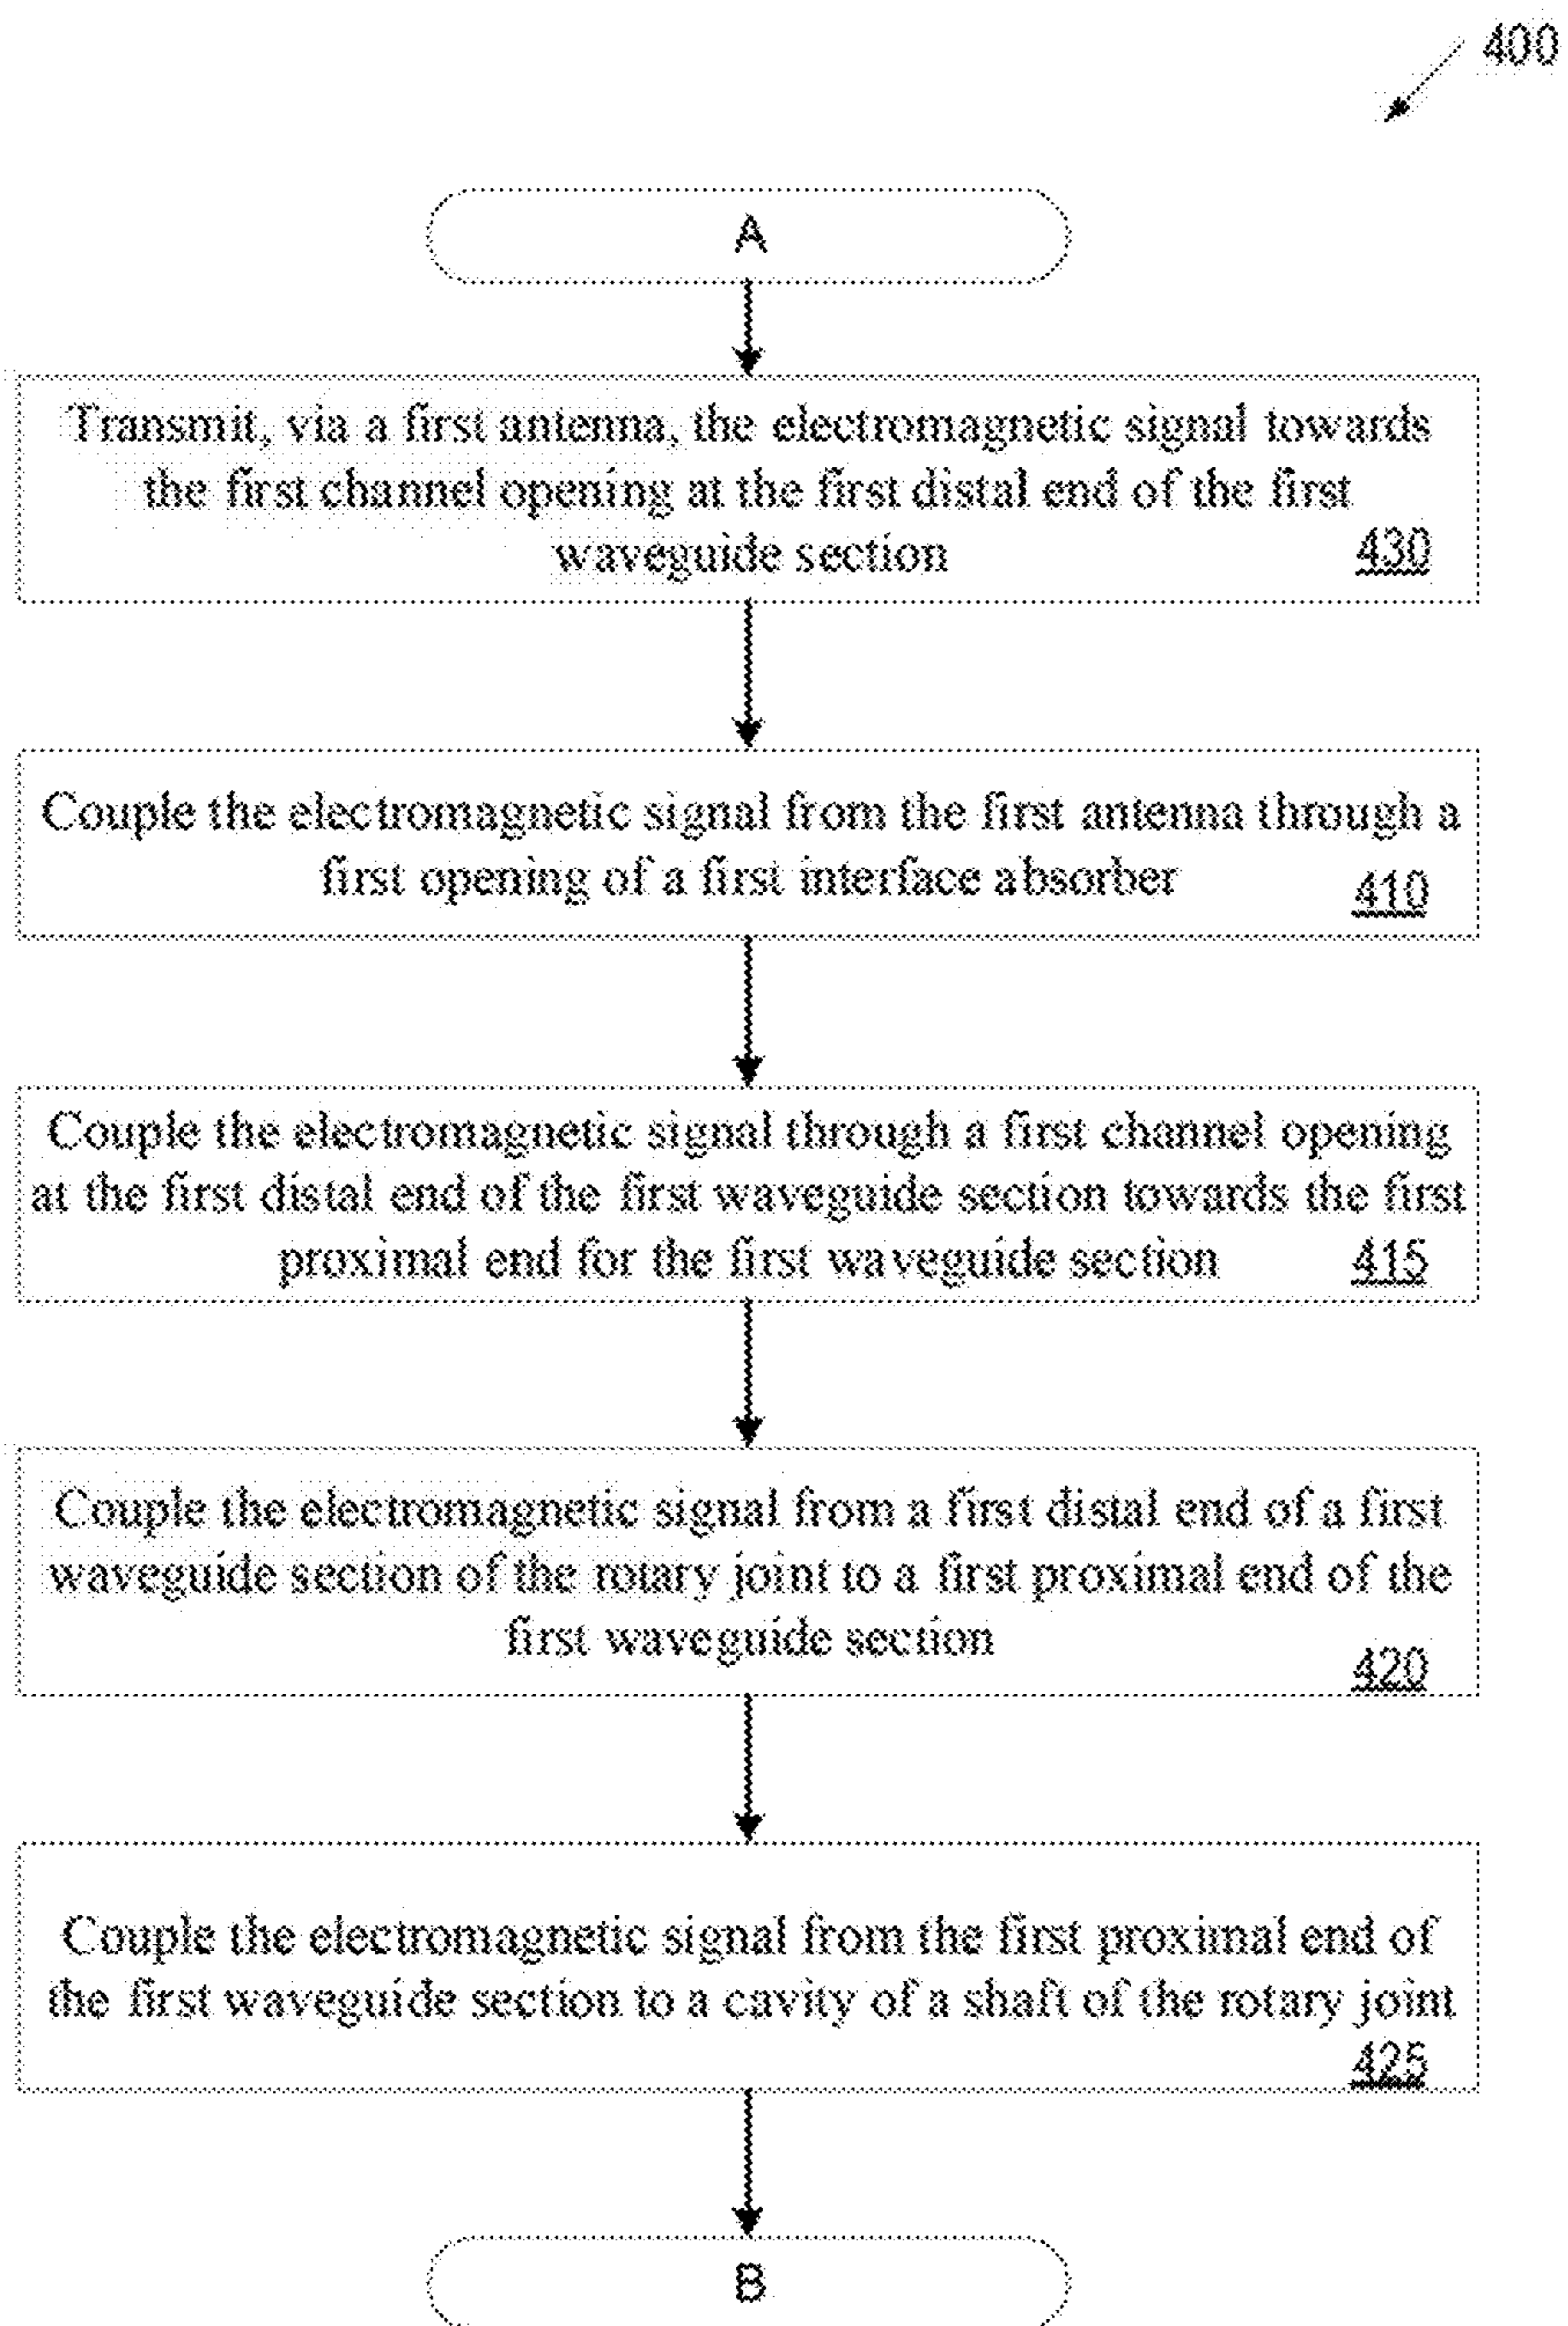 400
A
Transmit, via a first antenna, the electromagnetic signal towards
the first channel opening at the first distal end of the first
waveguide section
430
Couple the electromagnetic signal from the first antenna through a
first opening of a first interface absorber
410
Couple the electromagnetic signal through a first channel opening
at the first distal end of the first waveguide section towards the first
proximal end for the first waveguide section
415
Couple the electromagnetic signal from a first distal end of a first
waveguide section of the rotary joint to a first proximal end of the
first waveguide section
420
Couple the electromagnetic signal from the first proximal end of
the first waveguide section to a cavity of a shaft of the rotary joint
425
B